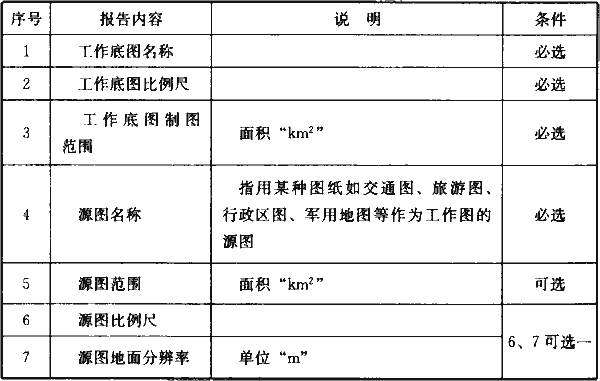 序号 报告内容 说 明 条件
1 工作底图名称 必选
2 工作底图比例尺 必选
3 工作底图制图范围 面积“km²” 必选
4 源图名称 指用某种图纸如交通图、旅游图、
行政区图、军用地图等作为工作图的
源图 必选
5 源图范围 面积“km²” 可选
6 源图比例尺 6、7可选一
7 源图地面分辨率 单位“m”